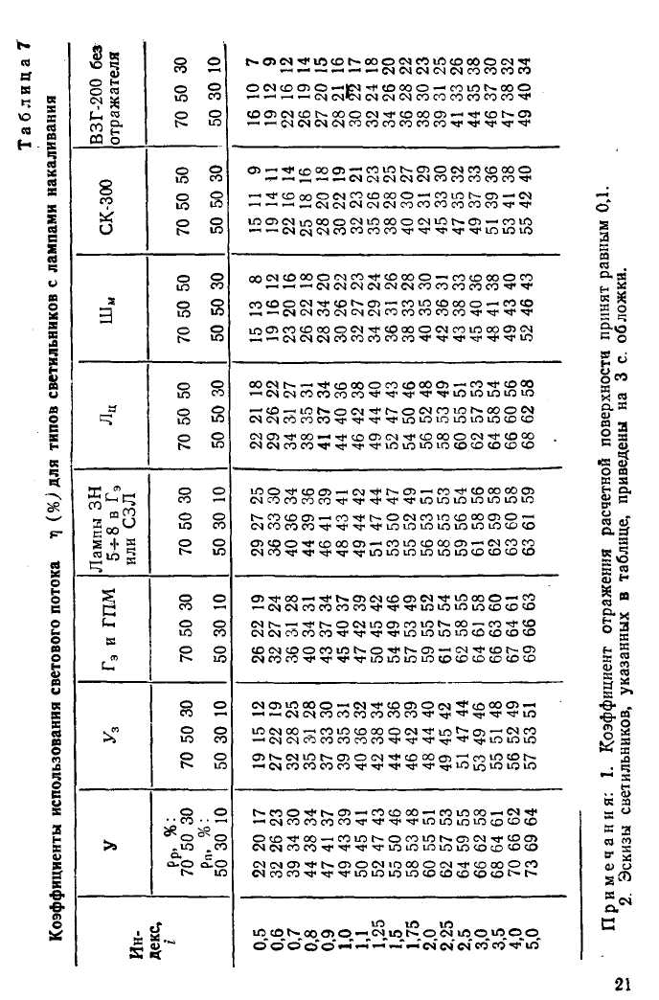 Таблица 7
Коэффициенты использования светового потока η (%) для типов светильников с лампами накаливания
Индекс, i | У | Уз | Гэ и ГПМ | Лампы ЗН 5÷8 в Гэ или СЗЛ | Лц | Шм | СК-300 | ВЗГ-200 без отражателя
ρр, %: 70 50 30 | 70 50 30 | 70 50 30 | 70 50 30 | 70 50 50 | 70 50 50 | 70 50 50 | 70 50 30
ρп, %: 50 30 10 | 50 30 10 | 50 30 10 | 50 30 10 | 50 50 30 | 50 50 30 | 50 50 30 | 50 30 10
0,5 | 22 20 17 | 19 15 12 | 26 22 19 | 29 27 25 | 22 21 18 | 15 13 8 | 15 11 9 | 16 10 7
0,6 | 32 26 23 | 27 22 19 | 32 27 24 | 36 33 30 | 29 26 22 | 19 16 12 | 19 14 11 | 19 12 9
0,7 | 39 34 30 | 32 28 25 | 36 31 28 | 40 36 34 | 34 31 27 | 23 20 16 | 22 16 14 | 22 16 12
0,8 | 44 38 34 | 35 31 28 | 40 34 31 | 44 39 36 | 38 35 31 | 26 22 18 | 25 18 16 | 26 19 14
0,9 | 47 41 37 | 37 33 30 | 43 37 34 | 46 41 39 | 41 37 34 | 28 34 20 | 28 20 18 | 27 20 15
1,0 | 49 43 39 | 39 35 31 | 45 40 37 | 48 43 41 | 44 40 36 | 30 26 22 | 30 22 19 | 28 21 16
1,1 | 50 45 41 | 40 36 32 | 47 42 39 | 49 44 42 | 46 42 38 | 32 27 23 | 32 23 21 | 30 22 17
1,25 | 52 47 43 | 42 38 34 | 50 45 42 | 51 47 44 | 49 44 40 | 34 29 24 | 35 26 23 | 32 24 18
1,5 | 55 50 46 | 44 40 36 | 54 49 46 | 53 50 47 | 52 47 43 | 36 31 26 | 38 28 25 | 34 26 20
1,75 | 58 53 48 | 46 42 39 | 57 53 49 | 55 52 49 | 54 50 46 | 38 33 28 | 40 30 27 | 36 28 22
2,0 | 60 55 51 | 48 44 40 | 59 55 52 | 56 53 51 | 56 52 48 | 40 35 30 | 42 31 29 | 38 30 23
2,25 | 62 57 53 | 49 45 42 | 61 57 54 | 58 55 53 | 58 53 49 | 42 36 31 | 45 33 30 | 39 31 25
2,5 | 64 59 55 | 51 47 44 | 62 58 55 | 59 56 54 | 60 55 51 | 43 38 33 | 47 35 32 | 41 33 26
3,0 | 66 62 58 | 53 49 46 | 64 61 58 | 61 58 56 | 62 57 53 | 45 40 36 | 49 37 33 | 44 35 38
3,5 | 68 64 61 | 55 51 48 | 66 63 60 | 62 59 58 | 64 58 54 | 48 41 38 | 51 39 36 | 46 37 30
4,0 | 70 66 62 | 56 52 49 | 67 64 61 | 63 60 58 | 66 60 56 | 49 43 40 | 53 41 38 | 47 38 32
5,0 | 73 69 64 | 57 53 51 | 69 66 63 | 63 61 59 | 68 62 58 | 52 46 43 | 55 42 40 | 49 40 34
Примечания: 1. Коэффициент отражения расчетной поверхности принят равным 0,1.
2. Эскизы светильников, указанных в таблице, приведены на 3 с. обложки.
21